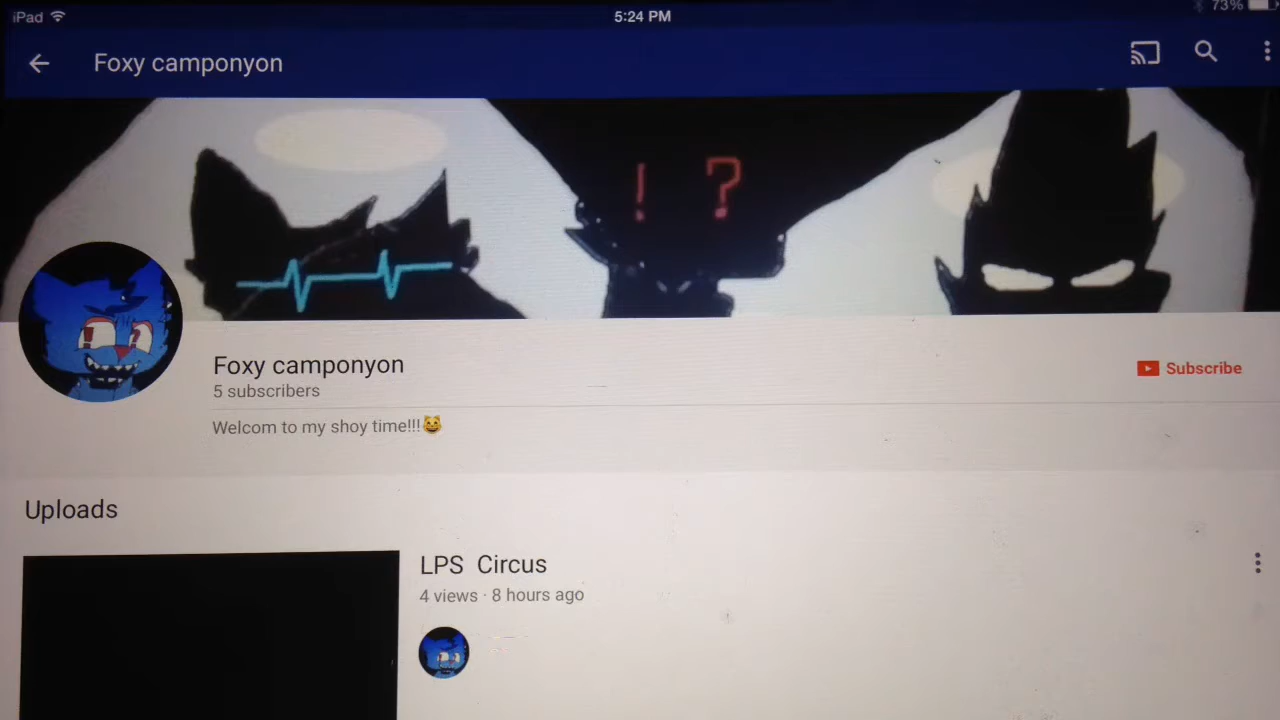 iPad 5:24 PM 73%
Foxy camponyon
! ?
Foxy camponyon
5 subscribers
Subscribe
Welcom to my shoy time!!!😸
Uploads
LPS Circus
4 views · 8 hours ago